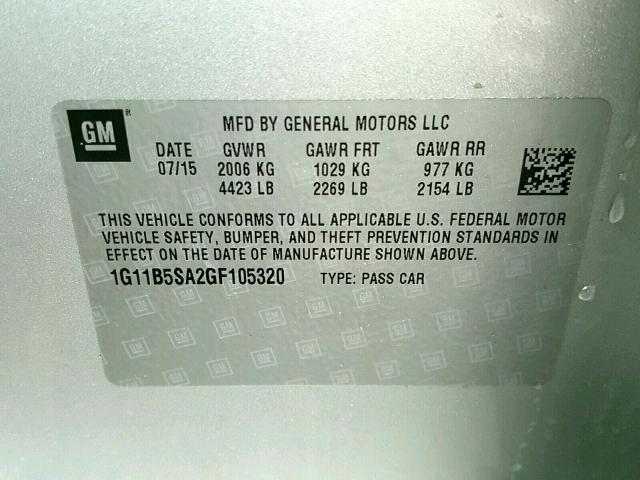 GM® MFD BY GENERAL MOTORS LLC
DATE GVWR GAWR FRT GAWR RR
07/15 2006 KG 1029 KG 977 KG
4423 LB 2269 LB 2154 LB
THIS VEHICLE CONFORMS TO ALL APPLICABLE U.S. FEDERAL MOTOR
VEHICLE SAFETY, BUMPER, AND THEFT PREVENTION STANDARDS IN
EFFECT ON THE DATE OF MANUFACTURE SHOWN ABOVE.
1G11B5SA2GF105320 TYPE: PASS CAR